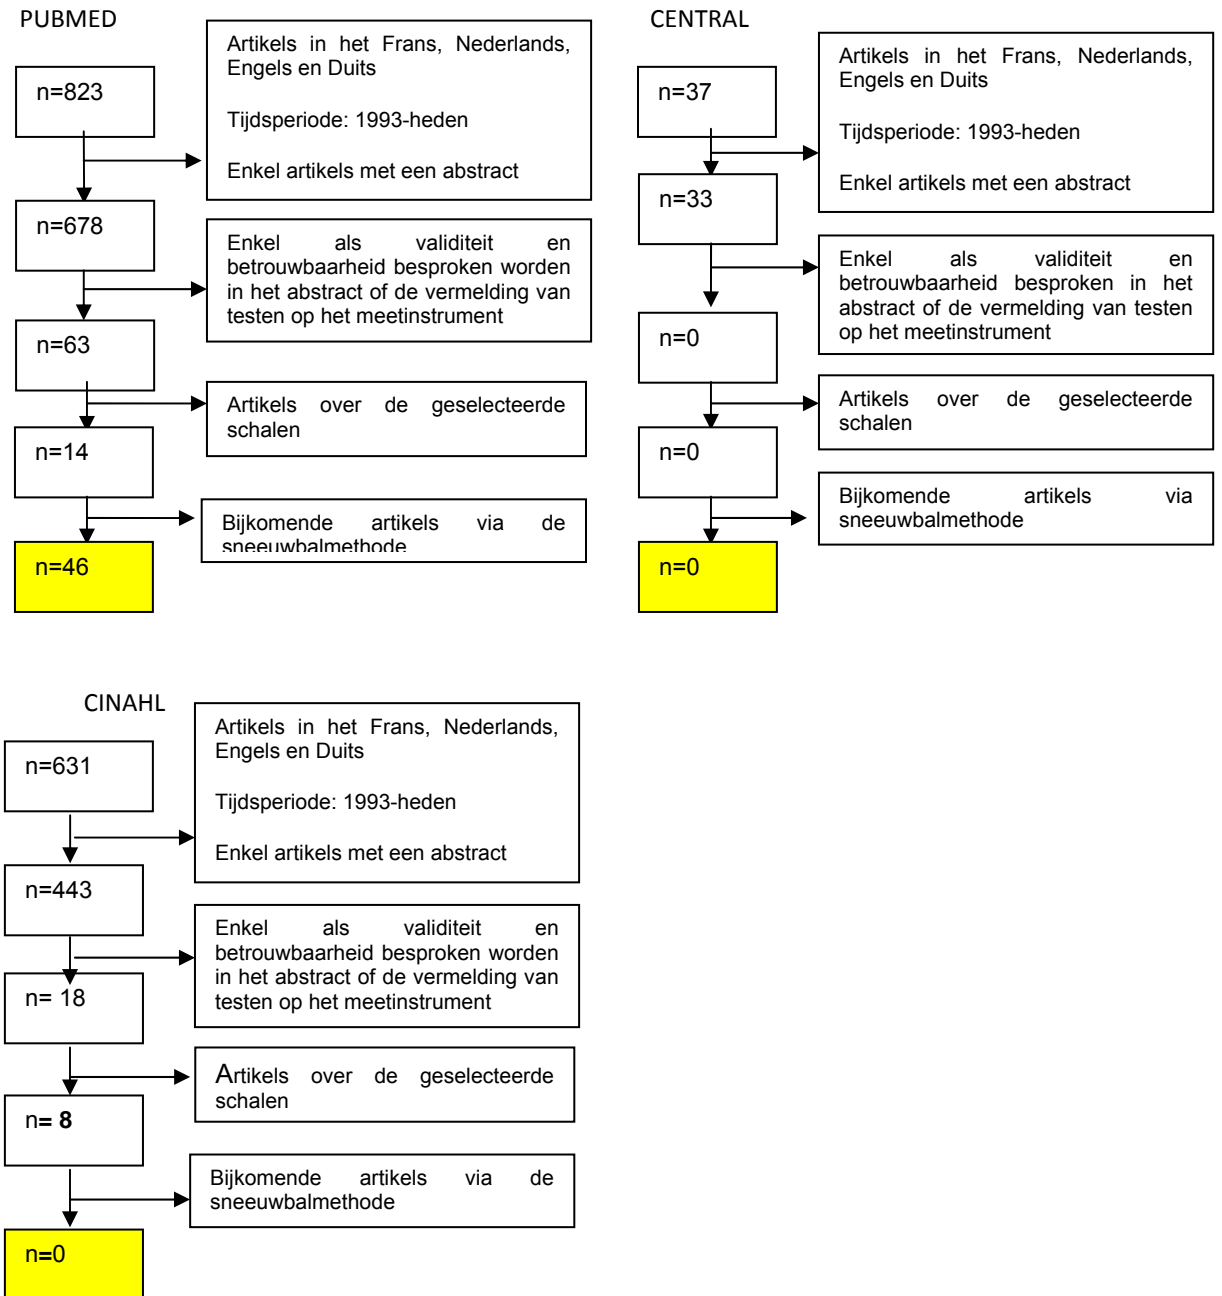 PUBMED
n=823
Artikels in het Frans, Nederlands,
Engels en Duits
Tijdsperiode: 1993-heden
Enkel artikels met een abstract
n=678
Enkel als validiteit en
betrouwbaarheid besproken worden
in het abstract of de vermelding van
testen op het meetinstrument
n=63
Artikels over de geselecteerde
schalen
n=14
Bijkomende artikels via de
sneeuwbalmethode
n=46
CENTRAL
n=37
Artikels in het Frans, Nederlands,
Engels en Duits
Tijdsperiode: 1993-heden
Enkel artikels met een abstract
n=33
Enkel als validiteit en
betrouwbaarheid besproken in het
abstract of de vermelding van testen
op het meetinstrument
n=0
Artikels over de geselecteerde
schalen
n=0
Bijkomende artikels via
sneeuwbalmethode
n=0
CINAHL
n=631
Artikels in het Frans, Nederlands,
Engels en Duits
Tijdsperiode: 1993-heden
Enkel artikels met een abstract
n=443
Enkel als validiteit en
betrouwbaarheid besproken worden
in het abstract of de vermelding van
testen op het meetinstrument
n= 18
Artikels over de geselecteerde
schalen
n= 8
Bijkomende artikels via de
sneeuwbalmethode
n=0